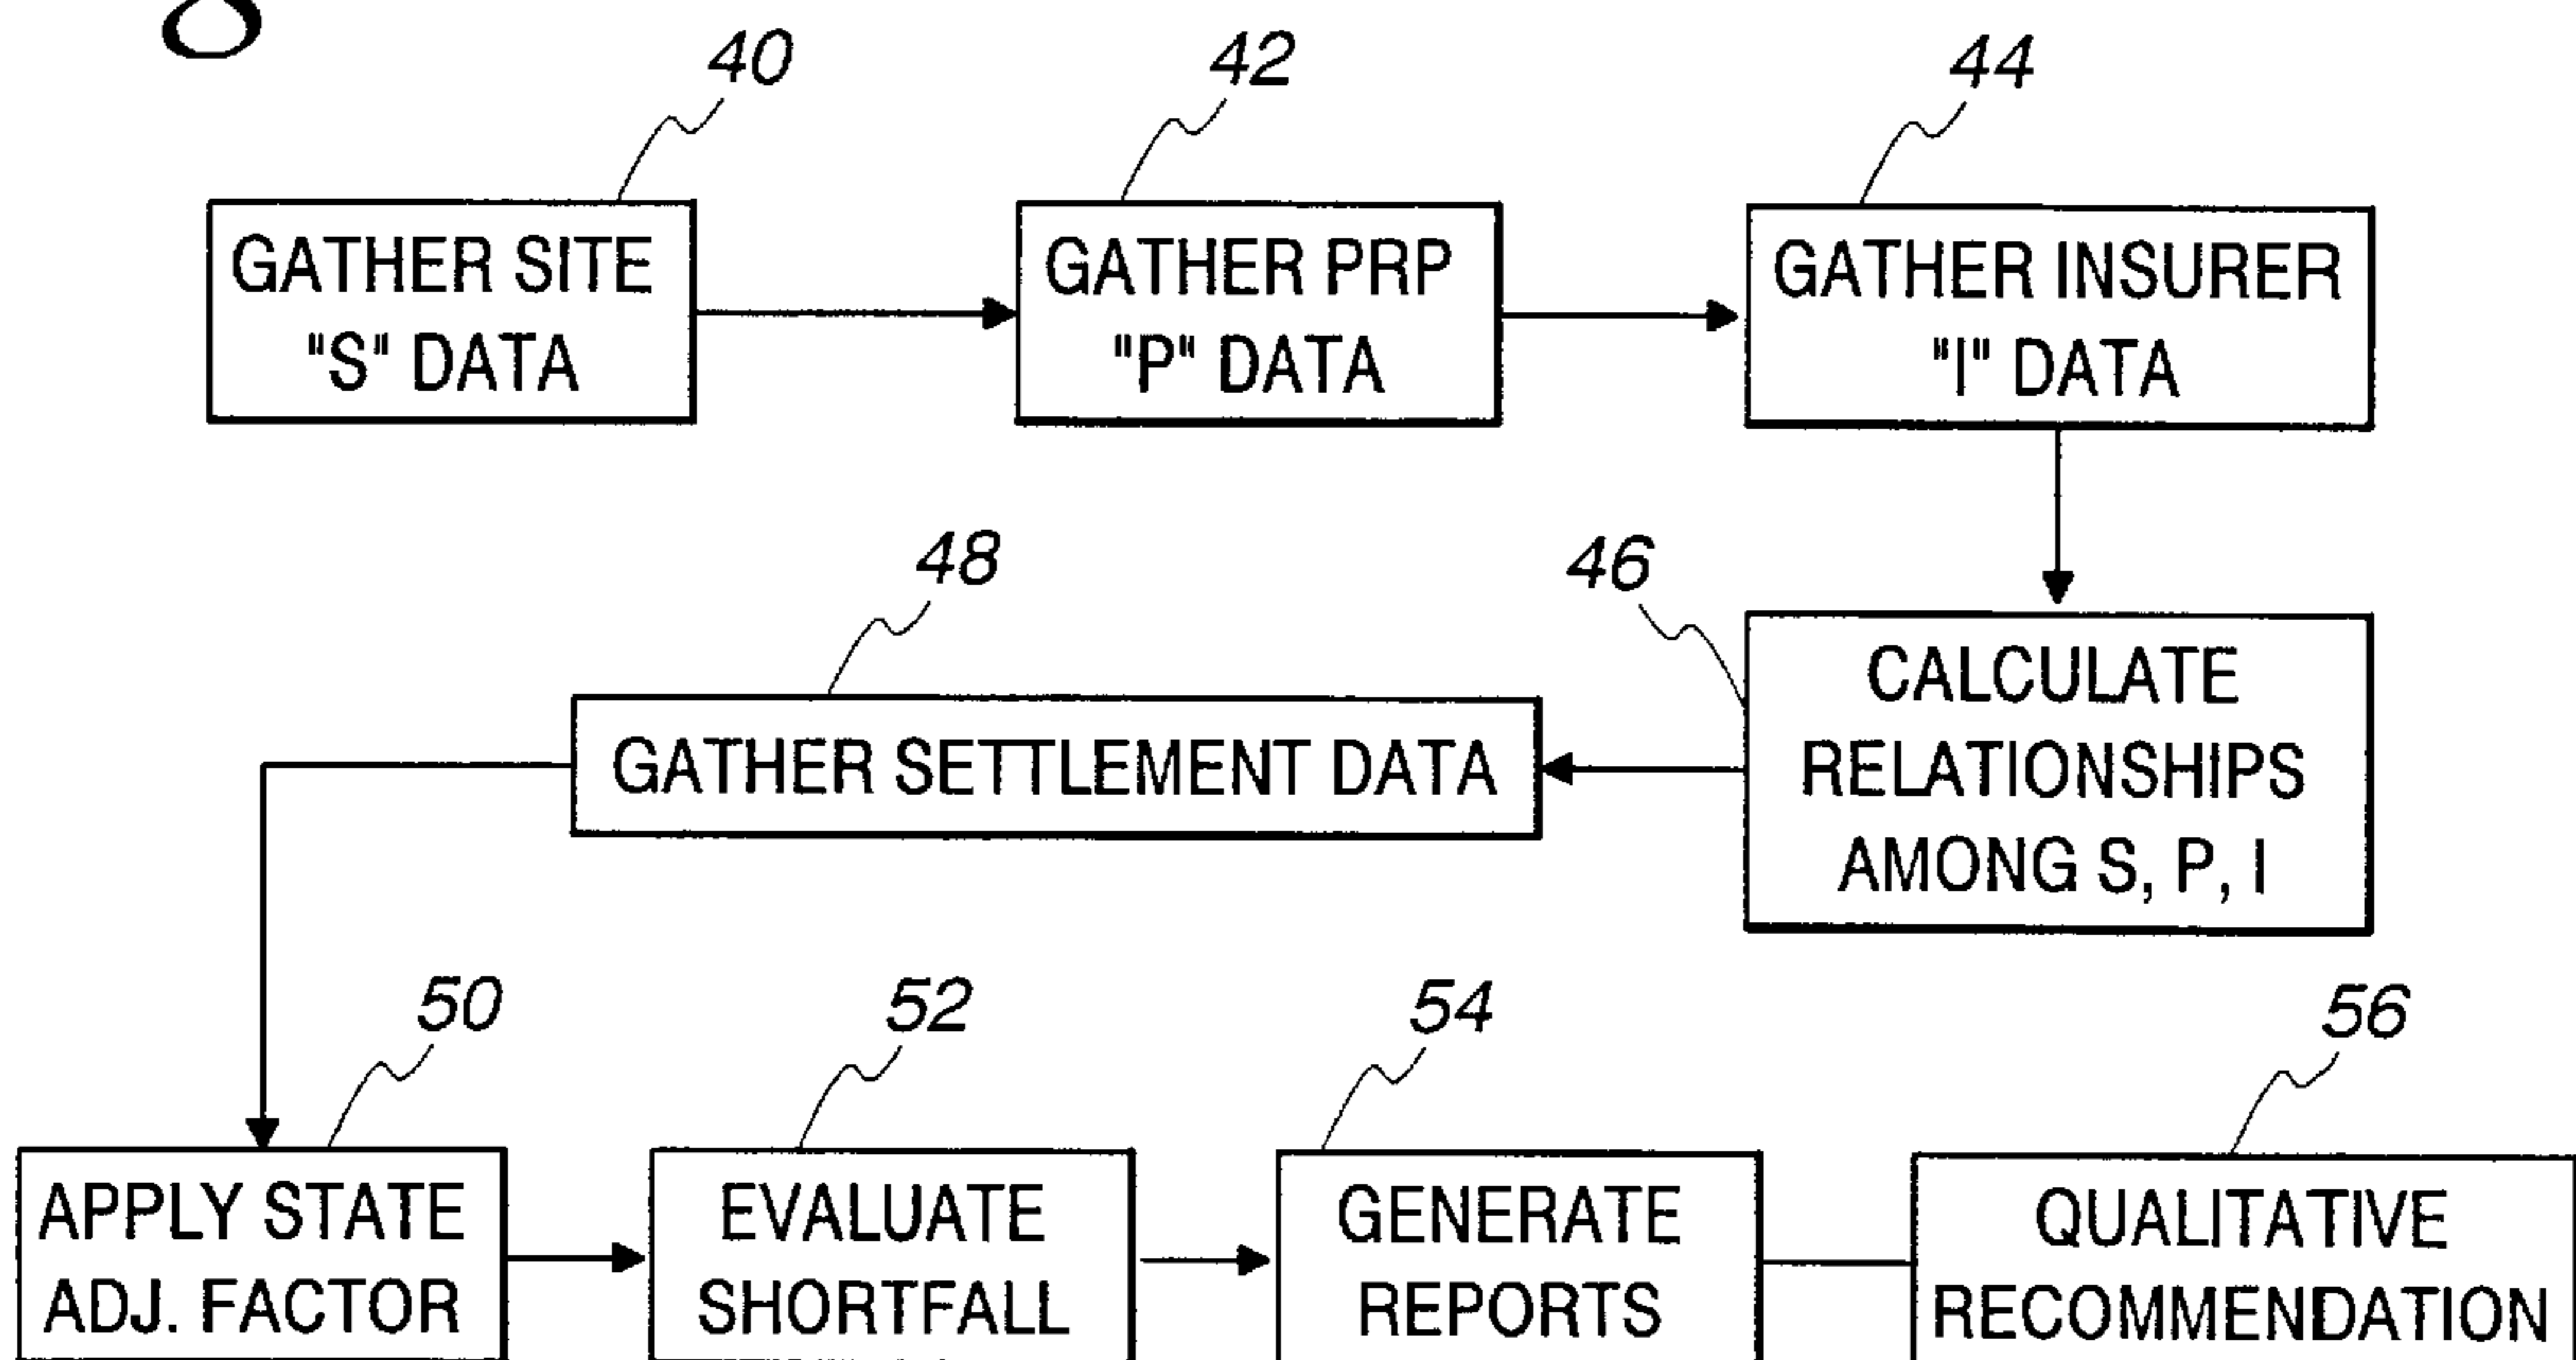 40
42
44
GATHER SITE
"S" DATA
GATHER PRP
"P" DATA
GATHER INSURER
"I" DATA
48
46
GATHER SETTLEMENT DATA
CALCULATE
RELATIONSHIPS
AMONG S, P, I
50
52
54
56
APPLY STATE
ADJ. FACTOR
EVALUATE
SHORTFALL
GENERATE
REPORTS
QUALITATIVE
RECOMMENDATION